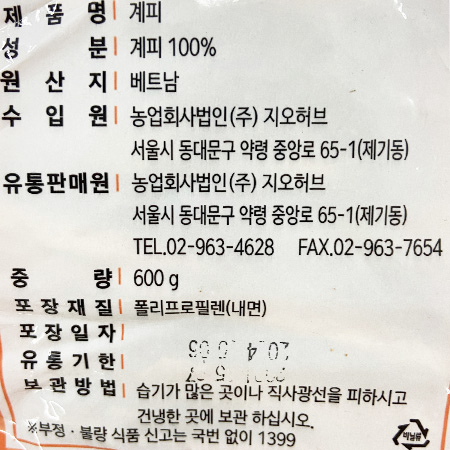 제품명 | 계피
성분 | 계피 100%
원산지 | 베트남
수입원 | 농업회사법인(주) 지오허브
서울시 동대문구 약령 중앙로 65-1(제기동)
유통판매원 | 농업회사법인(주) 지오허브
서울시 동대문구 약령 중앙로 65-1(제기동)
TEL.02-963-4628 FAX.02-963-7654
중량 | 600 g
포장재질 | 폴리프로필렌(내면)
포장일자
유통기한
보관방법 | 습기가 많은 곳이나 직사광선을 피하시고
건냉한 곳에 보관 하십시오.
※부정·불량 식품 신고는 국번 없이 1399
비닐류